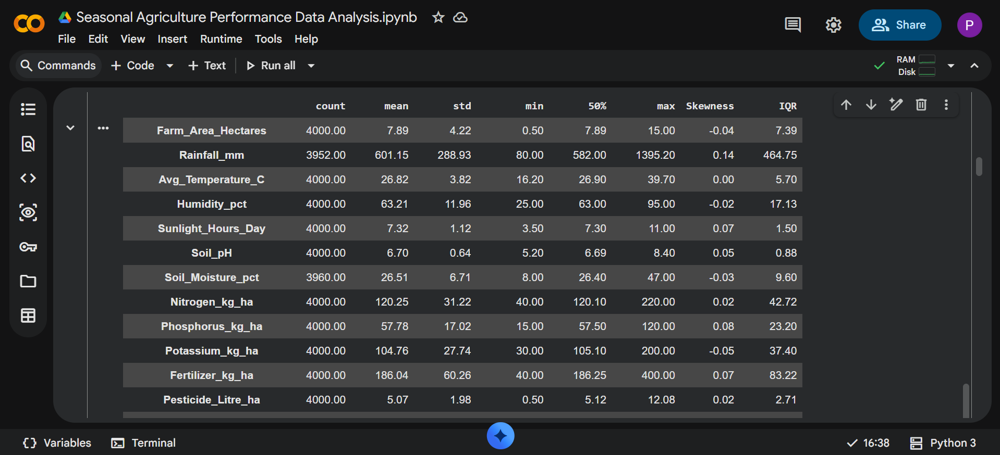 Seasonal Agriculture Performance Data Analysis.ipynb
File Edit View Insert Runtime Tools Help
Share
P
Commands + Code + Text Run all
RAM
Disk
count mean std min 50% max Skewness IQR
Farm_Area_Hectares 4000.00 7.89 4.22 0.50 7.89 15.00 -0.04 7.39
Rainfall_mm 3952.00 601.15 288.93 80.00 582.00 1395.20 0.14 464.75
Avg_Temperature_C 4000.00 26.82 3.82 16.20 26.90 39.70 0.00 5.70
Humidity_pct 4000.00 63.21 11.96 25.00 63.00 95.00 -0.02 17.13
Sunlight_Hours_Day 4000.00 7.32 1.12 3.50 7.30 11.00 0.07 1.50
Soil_pH 4000.00 6.70 0.64 5.20 6.69 8.40 0.05 0.88
Soil_Moisture_pct 3960.00 26.51 6.71 8.00 26.40 47.00 -0.03 9.60
Nitrogen_kg_ha 4000.00 120.25 31.22 40.00 120.10 220.00 0.02 42.72
Phosphorus_kg_ha 4000.00 57.78 17.02 15.00 57.50 120.00 0.08 23.20
Potassium_kg_ha 4000.00 104.76 27.74 30.00 105.10 200.00 -0.05 37.40
Fertilizer_kg_ha 4000.00 186.04 60.26 40.00 186.25 400.00 0.07 83.22
Pesticide_Litre_ha 4000.00 5.07 1.98 0.50 5.12 12.08 0.02 2.71
Variables Terminal 16:38 Python 3